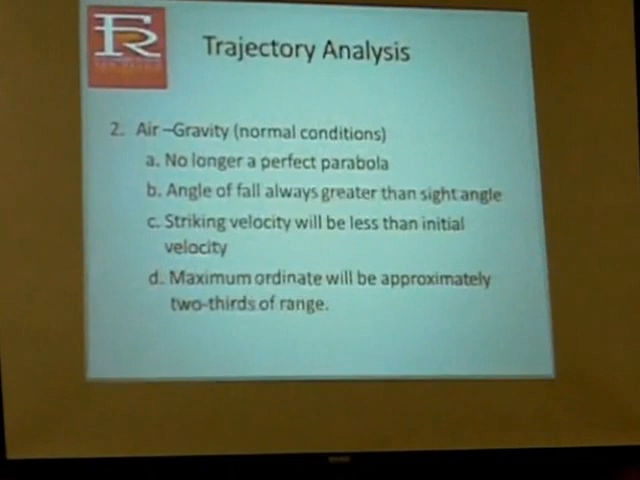 FR
Trajectory Analysis
2. Air –Gravity (normal conditions)
a. No longer a perfect parabola
b. Angle of fall always greater than sight angle
c. Striking velocity will be less than initial
velocity
d. Maximum ordinate will be approximately
two-thirds of range.